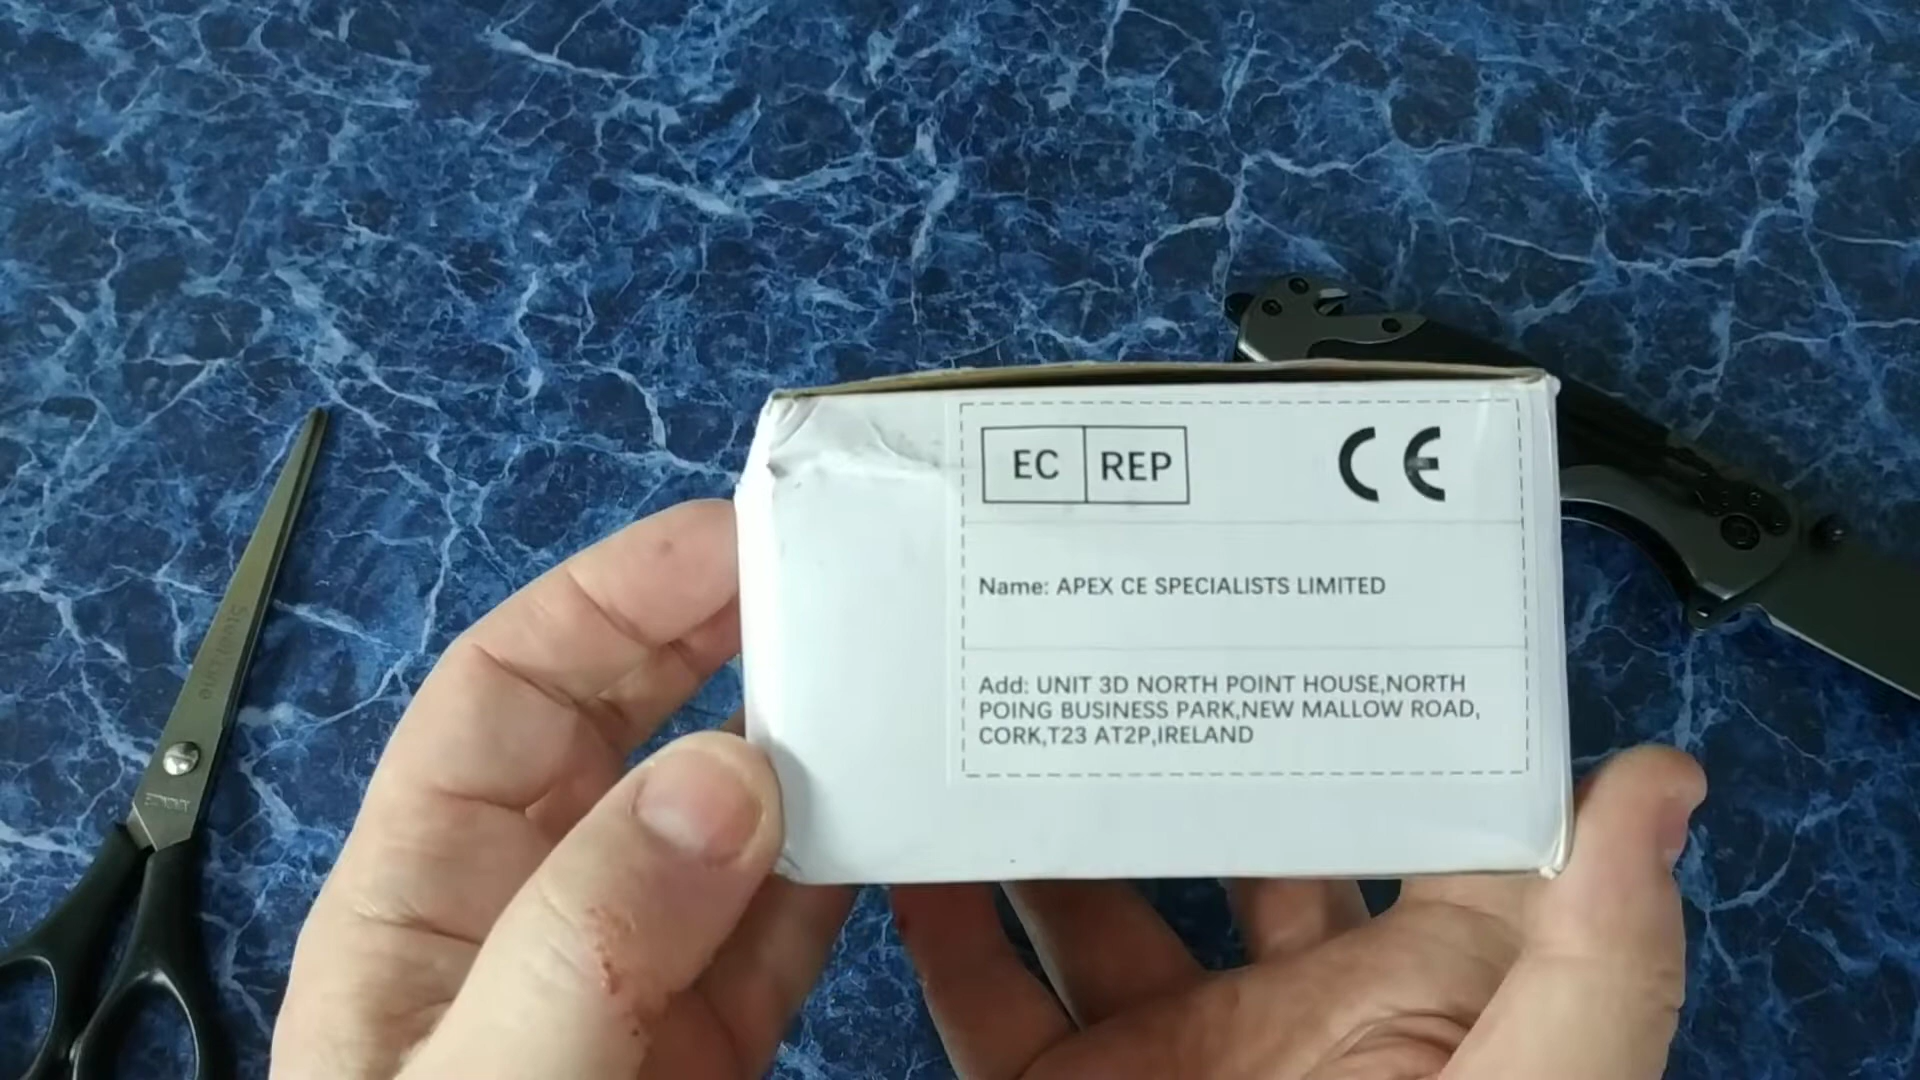 EC REP CE
Name: APEX CE SPECIALISTS LIMITED
Add: UNIT 3D NORTH POINT HOUSE,NORTH
POING BUSINESS PARK,NEW MALLOW ROAD,
CORK,T23 AT2P,IRELAND